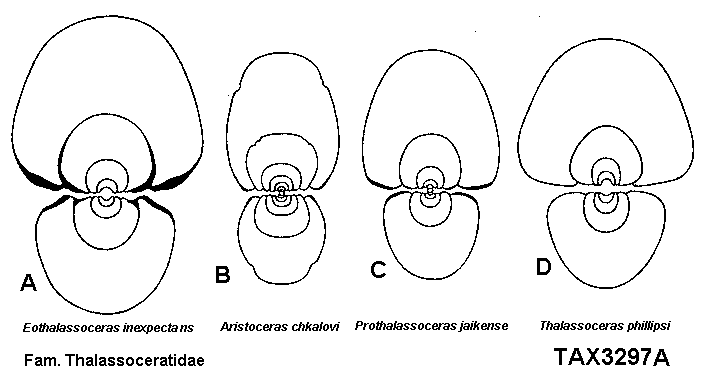 A
B
C
D
Eothalassoceras inexpectans
Aristoceras chkalovi
Prothalassoceras jaikense
Thalassoceras phillipsi
Fam. Thalassoceratidae
TAX3297A